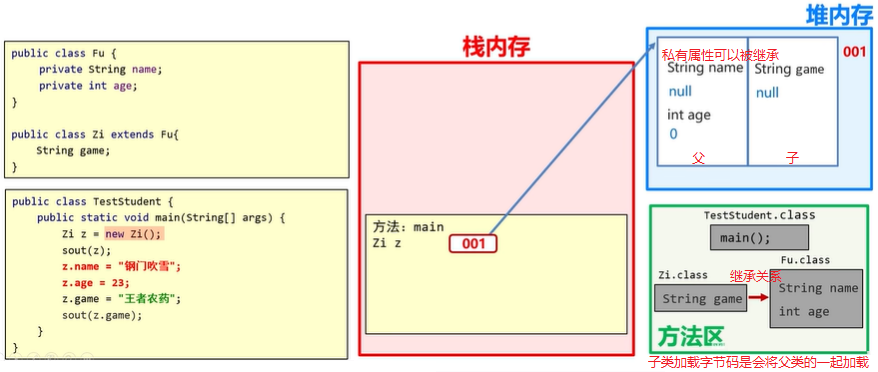 public class Fu {
private String name;
private int age;
}
public class Zi extends Fu{
String game;
}
public class TestStudent {
public static void main(String[] args) {
Zi z = new Zi();
sout(z);
z.name = "钢门吹雪";
z.age = 23;
z.game = "王者农药";
sout(z.game);
}
}
栈内存
方法：main
Zi z
001
堆内存
001
私有属性可以被继承
String name
null
int age
0
父
String game
null
子
TestStudent.class
main();
Zi.class
String game
继承关系
Fu.class
String name
int age
方法区
子类加载字节码是会将父类的一起加载